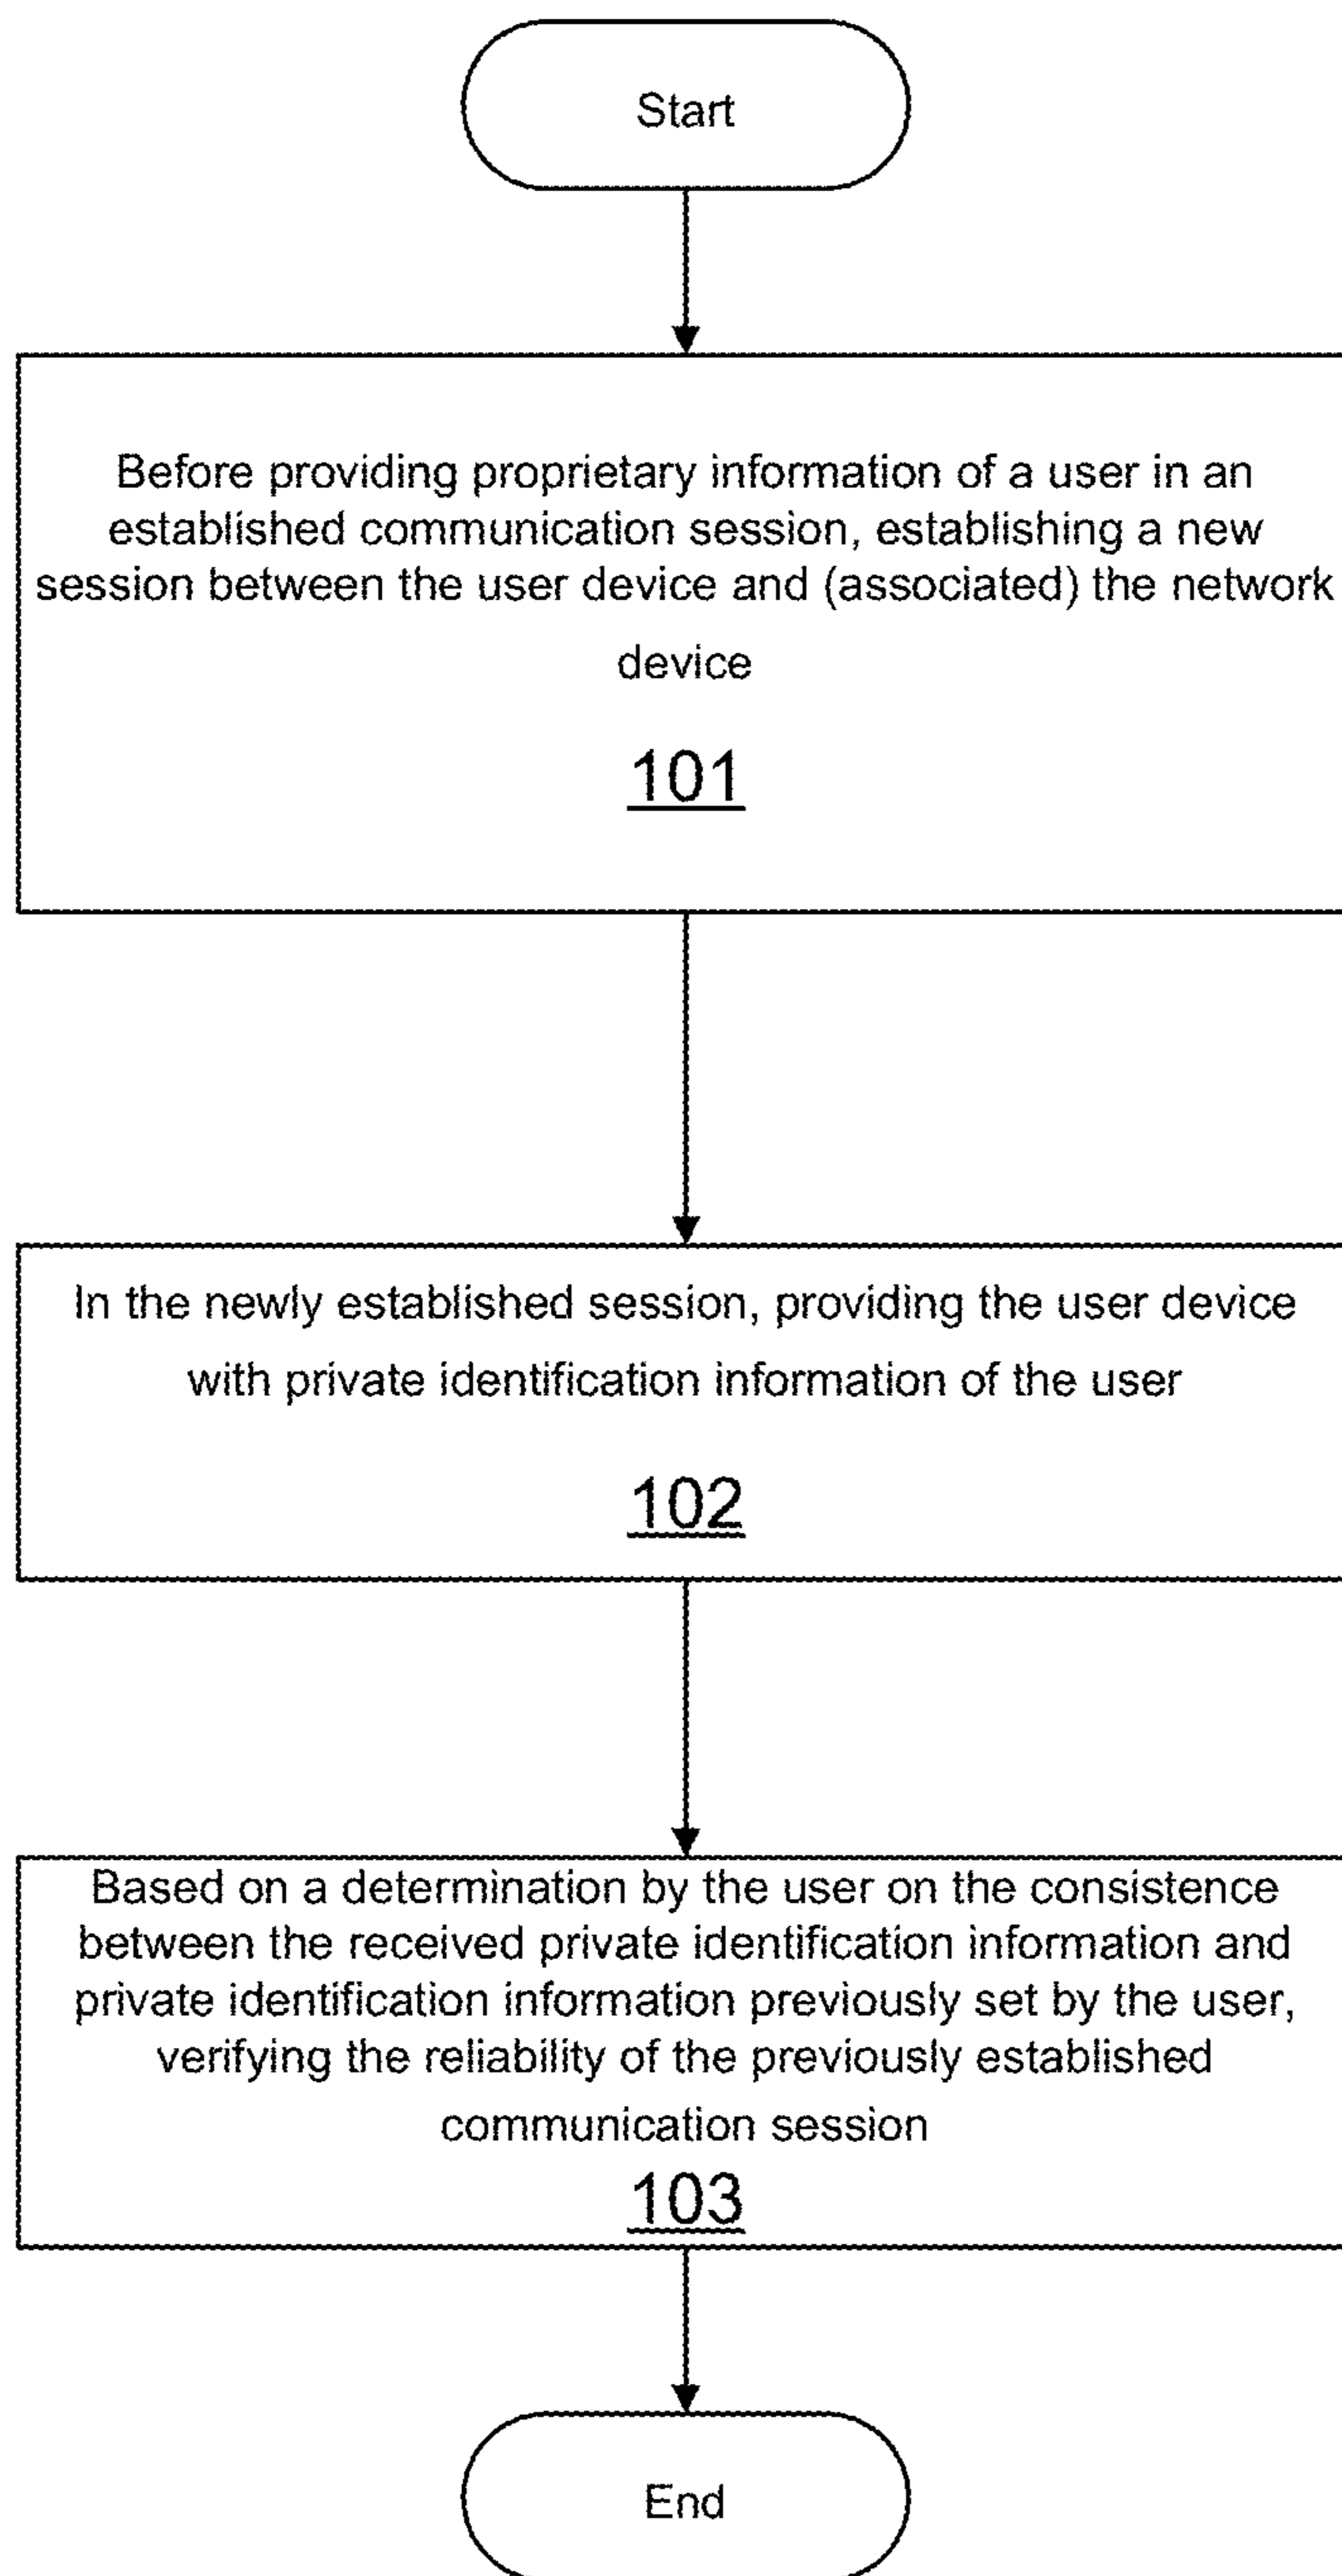 Start
Before providing proprietary information of a user in an
established communication session, establishing a new
session between the user device and (associated) the network
device
101
In the newly established session, providing the user device
with private identification information of the user
102
Based on a determination by the user on the consistence
between the received private identification information and
private identification information previously set by the user,
verifying the reliability of the previously established
communication session
103
End